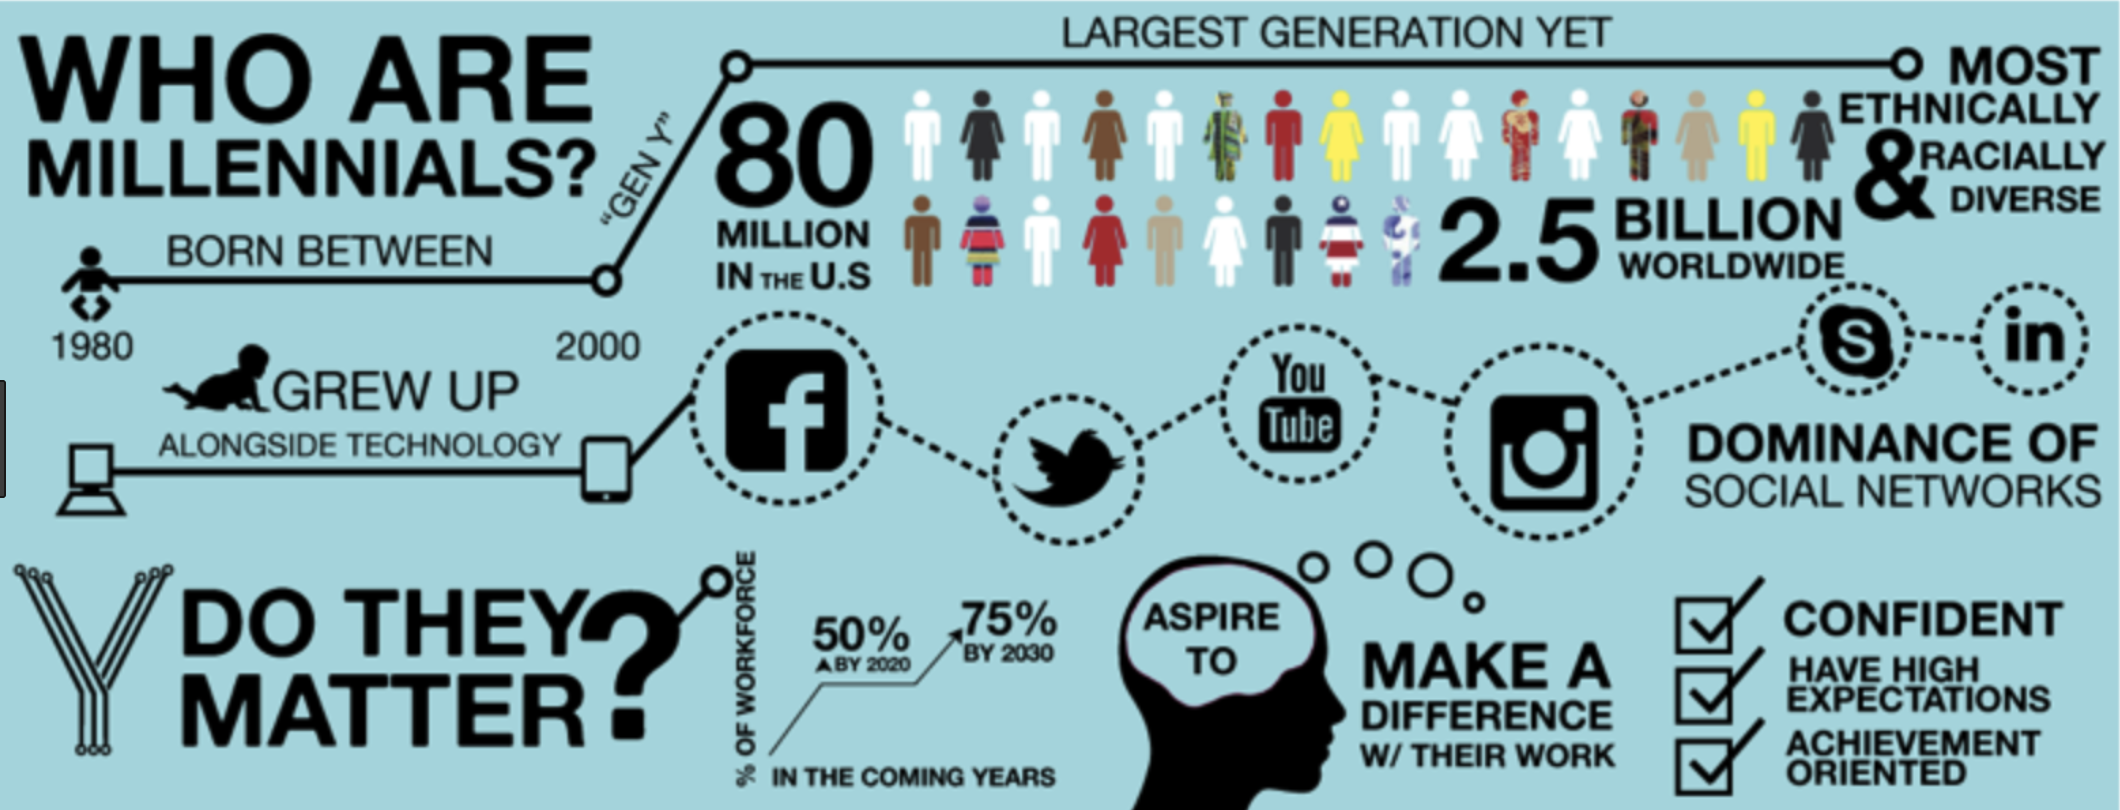 WHO ARE
MILLENNIALS?
BORN BETWEEN
1980
2000
"GEN Y"
LARGEST GENERATION YET
80
MILLION
IN THE U.S
2.5 BILLION
WORLDWIDE
MOST
ETHNICALLY
& RACIALLY
DIVERSE
GREW UP
ALONGSIDE TECHNOLOGY
f
You
Tube
S
in
DOMINANCE OF
SOCIAL NETWORKS
Y DO THEY
MATTER?
% OF WORKFORCE
50%
BY 2020
75%
BY 2030
IN THE COMING YEARS
ASPIRE
TO
MAKE A
DIFFERENCE
W/ THEIR WORK
CONFIDENT
HAVE HIGH
EXPECTATIONS
ACHIEVEMENT
ORIENTED